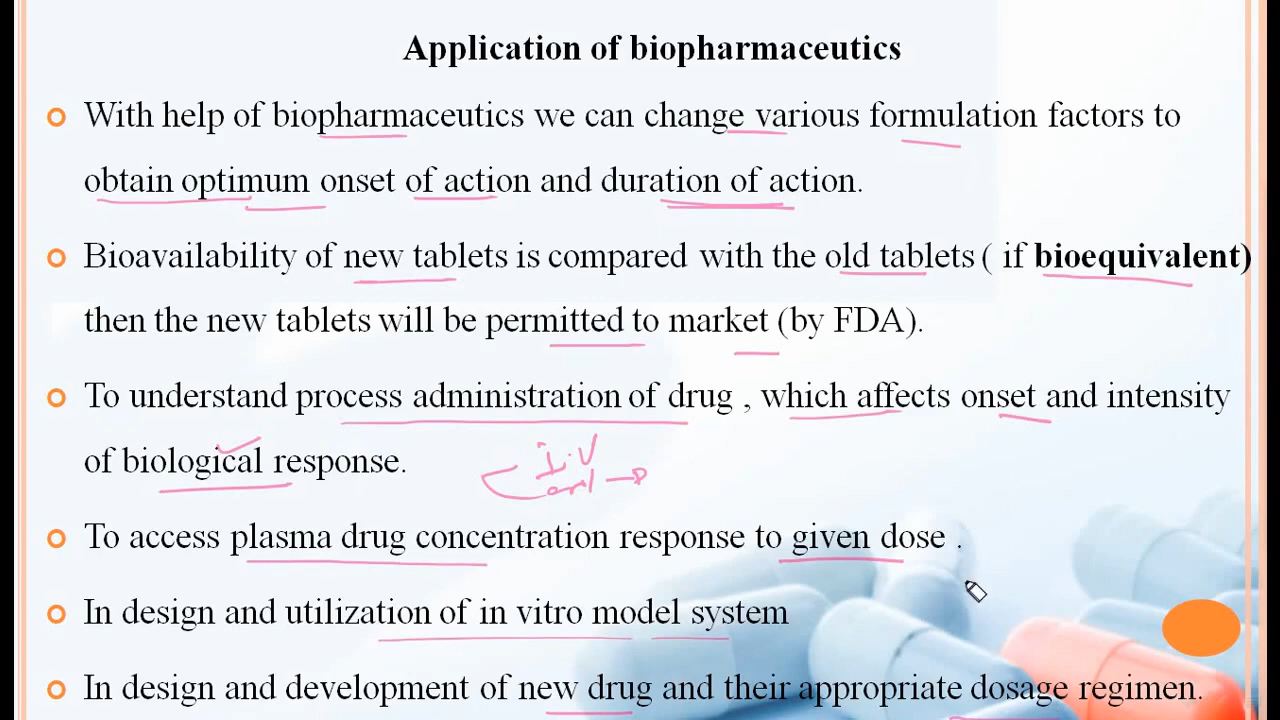 Application of biopharmaceutics
With help of biopharmaceutics we can change various formulation factors to
obtain optimum onset of action and duration of action.
Bioavailability of new tablets is compared with the old tablets ( if bioequivalent)
then the new tablets will be permitted to market (by FDA).
To understand process administration of drug , which affects onset and intensity
of biological response.
I.V
oral
To access plasma drug concentration response to given dose .
In design and utilization of in vitro model system
In design and development of new drug and their appropriate dosage regimen.